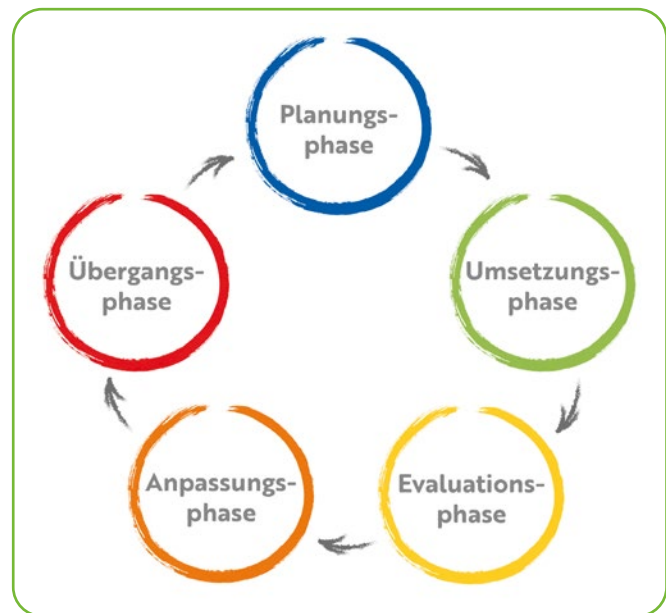 Planungs-
phase
Umsetzungs-
phase
Evaluations-
phase
Anpassungs-
phase
Übergangs-
phase